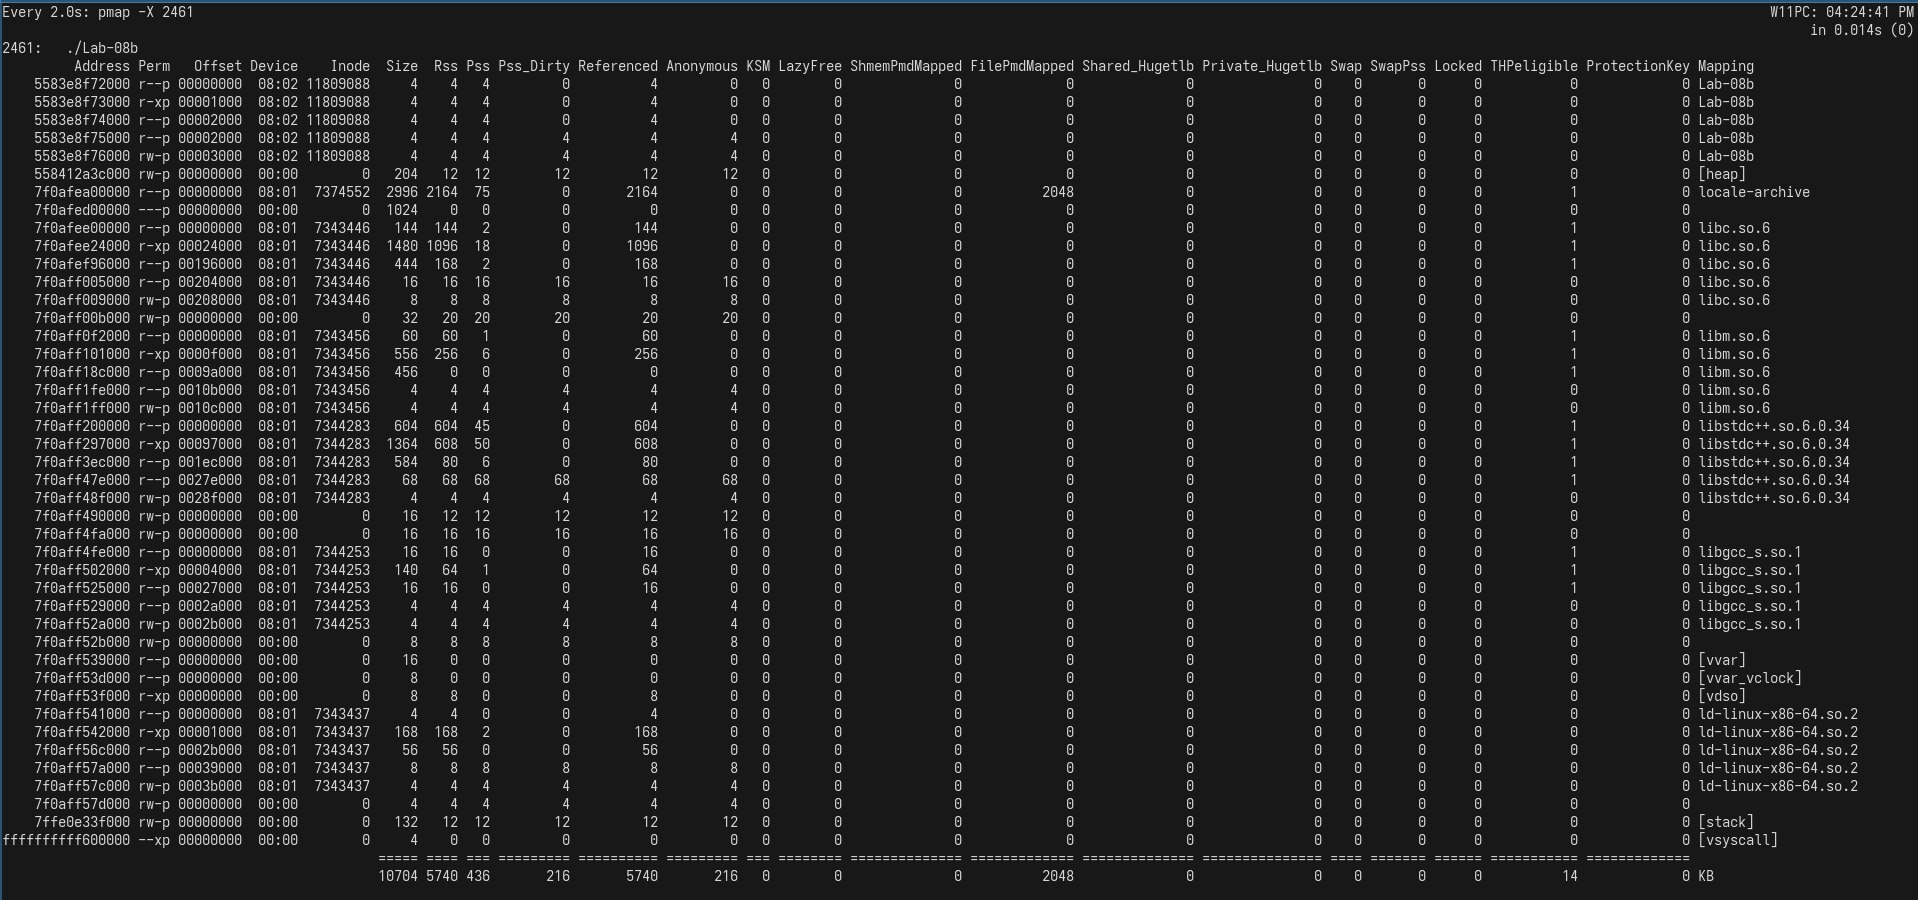 Every 2.0s: pmap -X 2461 W11PC: 04:24:41 PM
in 0.014s (0)
2461: ./Lab-08b
Address Perm Offset Device Inode Size Rss Pss Pss_Dirty Referenced Anonymous KSM LazyFree ShmemPmdMapped FilePmdMapped Shared_Hugetlb Private_Hugetlb Swap SwapPss Locked THPeligible ProtectionKey Mapping
5583e8f72000 r--p 00000000 08:02 11809088 4 4 4 0 4 0 0 0 0 0 0 0 0 0 0 0 0 Lab-08b
5583e8f73000 r-xp 00001000 08:02 11809088 4 4 4 0 4 0 0 0 0 0 0 0 0 0 0 0 0 Lab-08b
5583e8f74000 r--p 00002000 08:02 11809088 4 4 4 0 4 0 0 0 0 0 0 0 0 0 0 0 0 Lab-08b
5583e8f75000 r--p 00002000 08:02 11809088 4 4 4 4 4 4 0 0 0 0 0 0 0 0 0 0 0 Lab-08b
5583e8f76000 rw-p 00003000 08:02 11809088 4 4 4 4 4 4 0 0 0 0 0 0 0 0 0 0 0 Lab-08b
558412a3c000 rw-p 00000000 00:00 0 204 12 12 12 12 12 0 0 0 0 0 0 0 0 0 0 0 [heap]
7f0afea00000 r--p 00000000 08:01 7374552 2996 2164 75 0 2164 0 0 0 0 2048 0 0 0 0 0 1 0 locale-archive
7f0afed00000 ---p 00000000 00:00 0 1024 0 0 0 0 0 0 0 0 0 0 0 0 0 0 0 0
7f0afee00000 r--p 00000000 08:01 7343446 144 144 2 0 144 0 0 0 0 0 0 0 0 0 0 1 0 libc.so.6
7f0afee24000 r-xp 00024000 08:01 7343446 1480 1096 18 0 1096 0 0 0 0 0 0 0 0 0 0 1 0 libc.so.6
7f0afef96000 r--p 00196000 08:01 7343446 444 168 2 0 168 0 0 0 0 0 0 0 0 0 0 1 0 libc.so.6
7f0aff005000 r--p 00204000 08:01 7343446 16 16 16 16 16 16 0 0 0 0 0 0 0 0 0 0 0 libc.so.6
7f0aff009000 rw-p 00208000 08:01 7343446 8 8 8 8 8 8 0 0 0 0 0 0 0 0 0 0 0 libc.so.6
7f0aff00b000 rw-p 00000000 00:00 0 32 20 20 20 20 20 0 0 0 0 0 0 0 0 0 0 0
7f0aff0f2000 r--p 00000000 08:01 7343456 60 60 1 0 60 0 0 0 0 0 0 0 0 0 0 1 0 libm.so.6
7f0aff101000 r-xp 0000f000 08:01 7343456 556 256 6 0 256 0 0 0 0 0 0 0 0 0 0 1 0 libm.so.6
7f0aff18c000 r--p 0009a000 08:01 7343456 456 0 0 0 0 0 0 0 0 0 0 0 0 0 0 1 0 libm.so.6
7f0aff1fe000 r--p 0010b000 08:01 7343456 4 4 4 4 4 4 0 0 0 0 0 0 0 0 0 0 0 libm.so.6
7f0aff1ff000 rw-p 0010c000 08:01 7343456 4 4 4 4 4 4 0 0 0 0 0 0 0 0 0 0 0 libm.so.6
7f0aff200000 r--p 00000000 08:01 7344283 604 604 45 0 604 0 0 0 0 0 0 0 0 0 0 1 0 libstdc++.so.6.0.34
7f0aff297000 r-xp 00097000 08:01 7344283 1364 608 50 0 608 0 0 0 0 0 0 0 0 0 0 1 0 libstdc++.so.6.0.34
7f0aff3ec000 r--p 001ec000 08:01 7344283 584 80 6 0 80 0 0 0 0 0 0 0 0 0 0 1 0 libstdc++.so.6.0.34
7f0aff47e000 r--p 0027e000 08:01 7344283 68 68 68 68 68 68 0 0 0 0 0 0 0 0 0 1 0 libstdc++.so.6.0.34
7f0aff48f000 rw-p 0028f000 08:01 7344283 4 4 4 4 4 4 0 0 0 0 0 0 0 0 0 0 0 libstdc++.so.6.0.34
7f0aff490000 rw-p 00000000 00:00 0 16 12 12 12 12 12 0 0 0 0 0 0 0 0 0 0 0
7f0aff4fa000 rw-p 00000000 00:00 0 16 16 16 16 16 16 0 0 0 0 0 0 0 0 0 0 0
7f0aff4fe000 r--p 00000000 08:01 7344253 16 16 0 0 16 0 0 0 0 0 0 0 0 0 0 1 0 libgcc_s.so.1
7f0aff502000 r-xp 00004000 08:01 7344253 140 64 1 0 64 0 0 0 0 0 0 0 0 0 0 1 0 libgcc_s.so.1
7f0aff525000 r--p 00027000 08:01 7344253 16 16 0 0 16 0 0 0 0 0 0 0 0 0 0 1 0 libgcc_s.so.1
7f0aff529000 r--p 0002a000 08:01 7344253 4 4 4 4 4 4 0 0 0 0 0 0 0 0 0 0 0 libgcc_s.so.1
7f0aff52a000 rw-p 0002b000 08:01 7344253 4 4 4 4 4 4 0 0 0 0 0 0 0 0 0 0 0 libgcc_s.so.1
7f0aff52b000 rw-p 00000000 00:00 0 8 8 8 8 8 8 0 0 0 0 0 0 0 0 0 0 0
7f0aff539000 r--p 00000000 00:00 0 16 0 0 0 0 0 0 0 0 0 0 0 0 0 0 0 0 [vvar]
7f0aff53d000 r--p 00000000 00:00 0 8 0 0 0 0 0 0 0 0 0 0 0 0 0 0 0 0 [vvar_vclock]
7f0aff53f000 r-xp 00000000 00:00 0 8 8 0 0 8 0 0 0 0 0 0 0 0 0 0 0 0 [vdso]
7f0aff541000 r--p 00000000 08:01 7343437 4 4 0 0 4 0 0 0 0 0 0 0 0 0 0 0 0 ld-linux-x86-64.so.2
7f0aff542000 r-xp 00001000 08:01 7343437 168 168 2 0 168 0 0 0 0 0 0 0 0 0 0 0 0 ld-linux-x86-64.so.2
7f0aff56c000 r--p 0002b000 08:01 7343437 56 56 0 0 56 0 0 0 0 0 0 0 0 0 0 0 0 ld-linux-x86-64.so.2
7f0aff57a000 r--p 00039000 08:01 7343437 8 8 8 8 8 8 0 0 0 0 0 0 0 0 0 0 0 ld-linux-x86-64.so.2
7f0aff57c000 rw-p 0003b000 08:01 7343437 4 4 4 4 4 4 0 0 0 0 0 0 0 0 0 0 0 ld-linux-x86-64.so.2
7f0aff57d000 rw-p 00000000 00:00 0 4 4 4 4 4 4 0 0 0 0 0 0 0 0 0 0 0
7ffe0e33f000 rw-p 00000000 00:00 0 132 12 12 12 12 12 0 0 0 0 0 0 0 0 0 0 0 [stack]
ffffffffff600000 --xp 00000000 00:00 0 4 0 0 0 0 0 0 0 0 0 0 0 0 0 0 0 0 [vsyscall]
===== ==== === ========= ========== ========= === ======== ============== ============= ============== =============== ==== ======= ====== =========== =============
10704 5740 436 216 5740 216 0 0 0 2048 0 0 0 0 0 14 0 KB